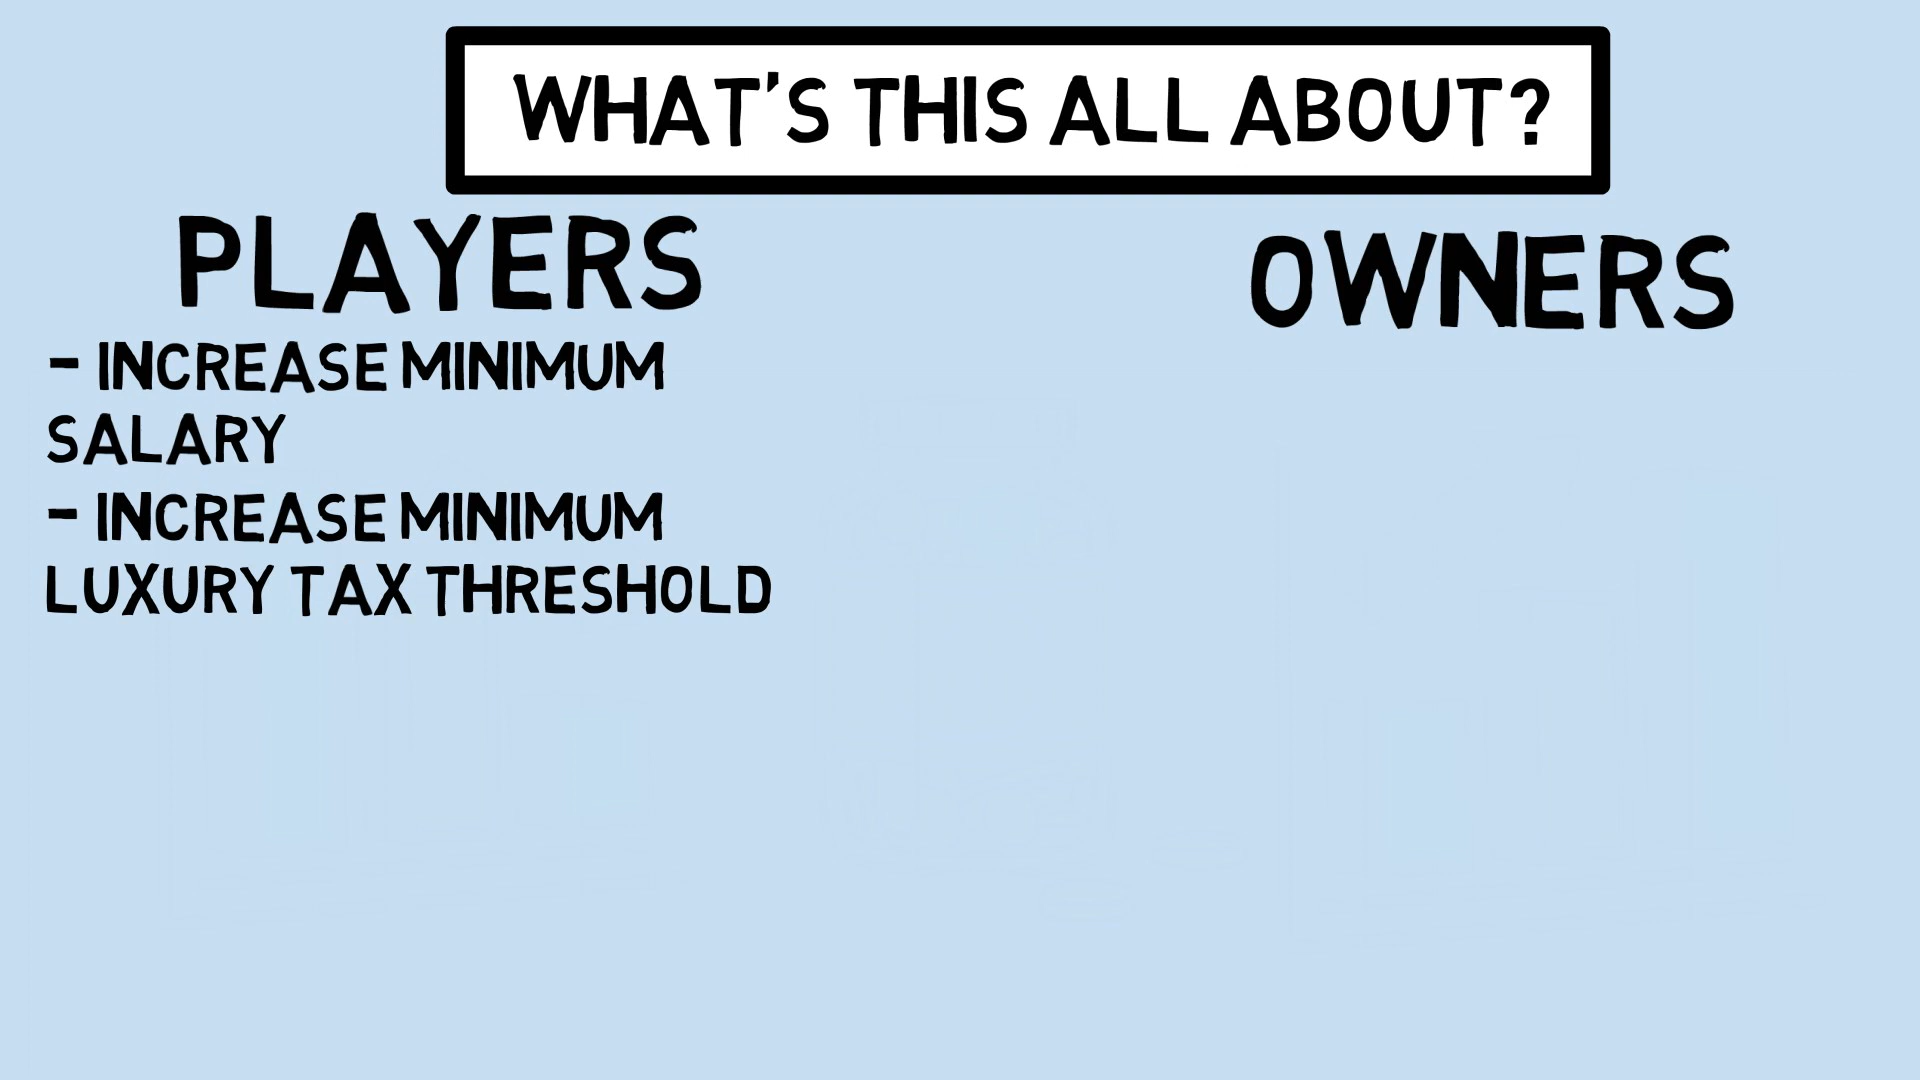 WHAT'S THIS ALL ABOUT?
PLAYERS
- INCREASE MINIMUM
SALARY
- INCREASE MINIMUM
LUXURY TAX THRESHOLD
OWNERS